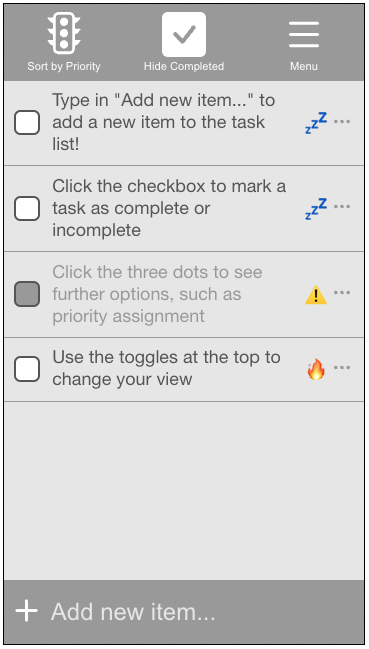 Sort by Priority
Hide Completed
Menu
Type in "Add new item..." to
add a new item to the task
list!
Click the checkbox to mark a
task as complete or
incomplete
Click the three dots to see
further options, such as
priority assignment
Use the toggles at the top to
change your view
Add new item...